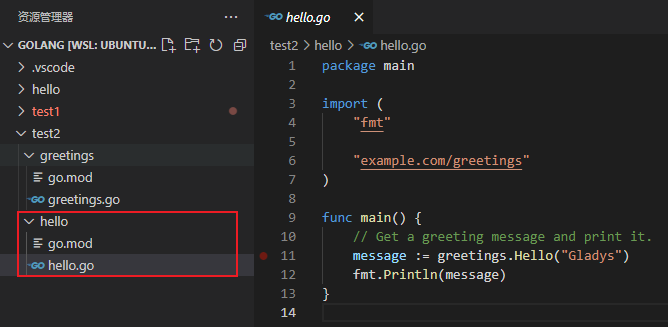 资源管理器
GOLANG [WSL: UBUNTU...
.vscode
hello
test1
test2
greetings
go.mod
greetings.go
hello
go.mod
hello.go
hello.go
test2 > hello > hello.go
1 package main
2
3 import (
4 "fmt"
5
6 "example.com/greetings"
7 )
8
9 func main() {
10 // Get a greeting message and print it.
11 message := greetings.Hello("Gladys")
12 fmt.Println(message)
13 }
14